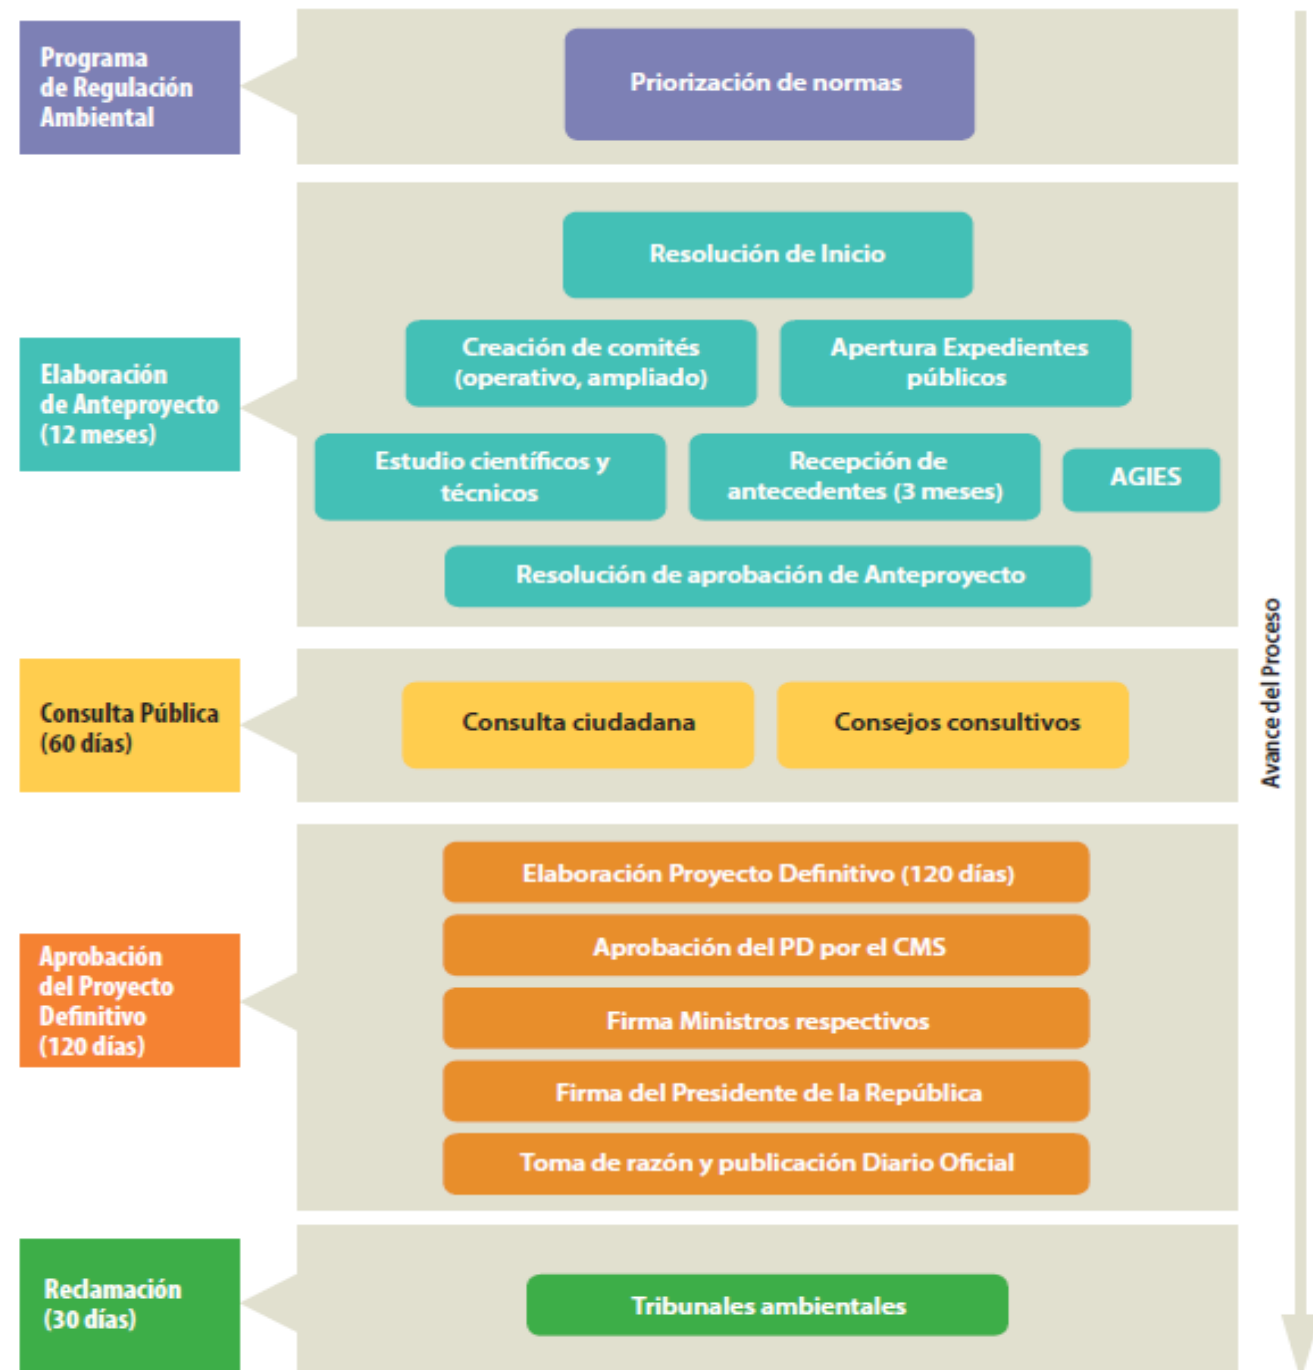 Programa
de Regulación
Ambiental
Priorización de normas
Elaboración
de Anteproyecto
(12 meses)
Resolución de Inicio
Creación de comités
(operativo, ampliado)
Apertura Expedientes
públicos
Estudio científicos y
técnicos
Recepción de
antecedentes (3 meses)
AGIES
Resolución de aprobación de Anteproyecto
Consulta Pública
(60 días)
Consulta ciudadana
Consejos consultivos
Aprobación
del Proyecto
Definitivo
(120 días)
Elaboración Proyecto Definitivo (120 días)
Aprobación del PD por el CMS
Firma Ministros respectivos
Firma del Presidente de la República
Toma de razón y publicación Diario Oficial
Reclamación
(30 días)
Tribunales ambientales
Avance del Proceso